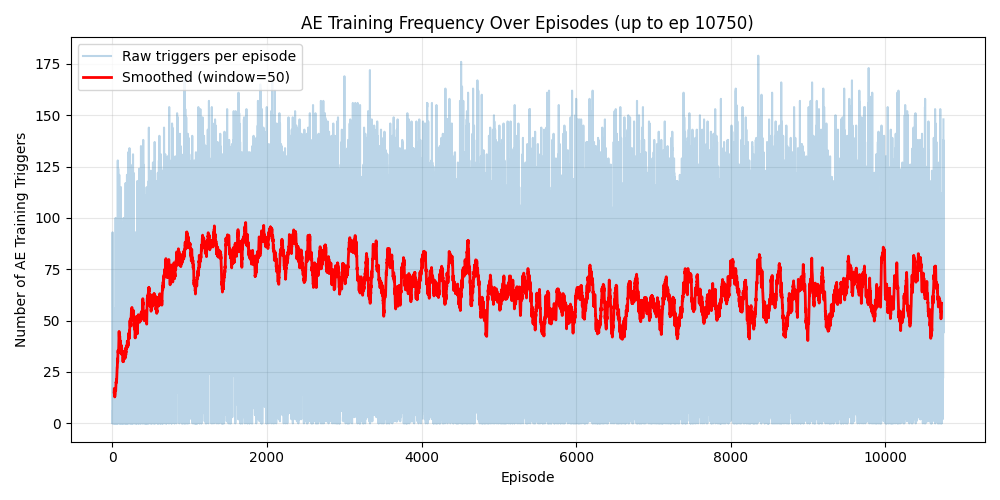 AE Training Frequency Over Episodes (up to ep 10750)
Raw triggers per episode
Smoothed (window=50)
Number of AE Training Triggers
175
150
125
100
75
50
25
0
0 2000 4000 6000 8000 10000
Episode